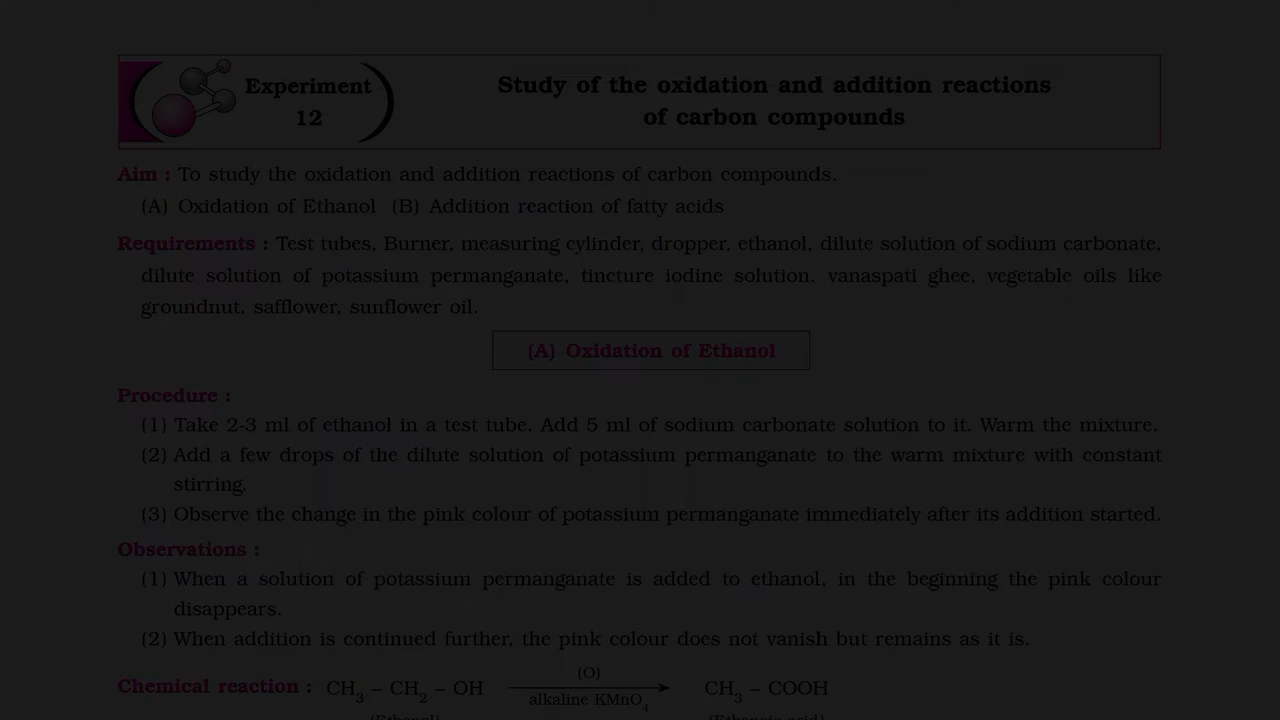 Experiment
12
Study of the oxidation and addition reactions
of carbon compounds
Aim : To study the oxidation and addition reactions of carbon compounds.
(A) Oxidation of Ethanol (B) Addition reaction of fatty acids
Requirements : Test tubes, Burner, measuring cylinder, dropper, ethanol, dilute solution of sodium carbonate,
dilute solution of potassium permanganate, tincture iodine solution, vanaspati ghee, vegetable oils like
groundnut, safflower, sunflower oil.
(A) Oxidation of Ethanol
Procedure :
(1) Take 2-3 ml of ethanol in a test tube. Add 5 ml of sodium carbonate solution to it. Warm the mixture.
(2) Add a few drops of the dilute solution of potassium permanganate to the warm mixture with constant
stirring.
(3) Observe the change in the pink colour of potassium permanganate immediately after its addition started.
Observations :
(1) When a solution of potassium permanganate is added to ethanol, in the beginning the pink colour
disappears.
(2) When addition is continued further, the pink colour does not vanish but remains as it is.
(O)
Chemical reaction : CH3 – CH2 – OH → CH3 – COOH
alkaline KMnO4
(Ethanol) (Ethanoic acid)